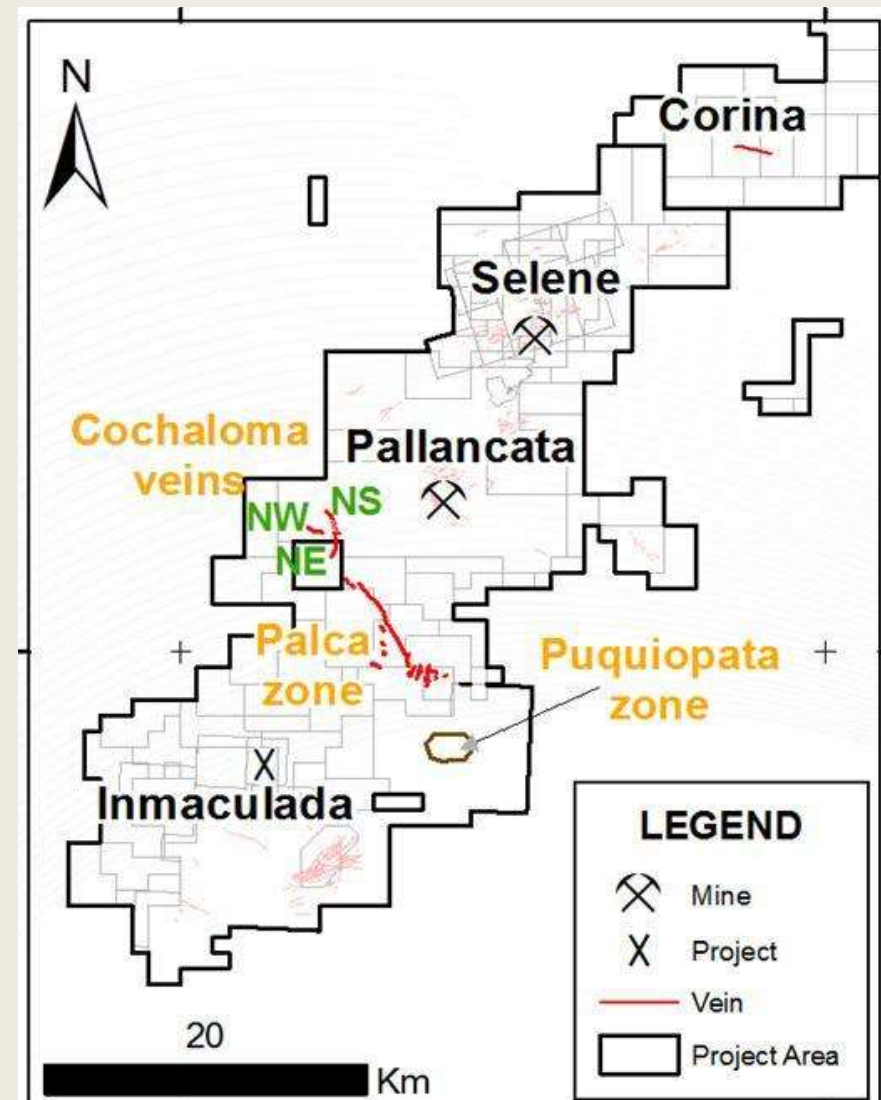 N
Corina
Selene
Cochaloma
veins
Pallancata
NW
NS
NE
Palca
zone
Puquiopata
zone
Inmaculada
LEGEND
Mine
Project
Vein
Project Area
20
Km